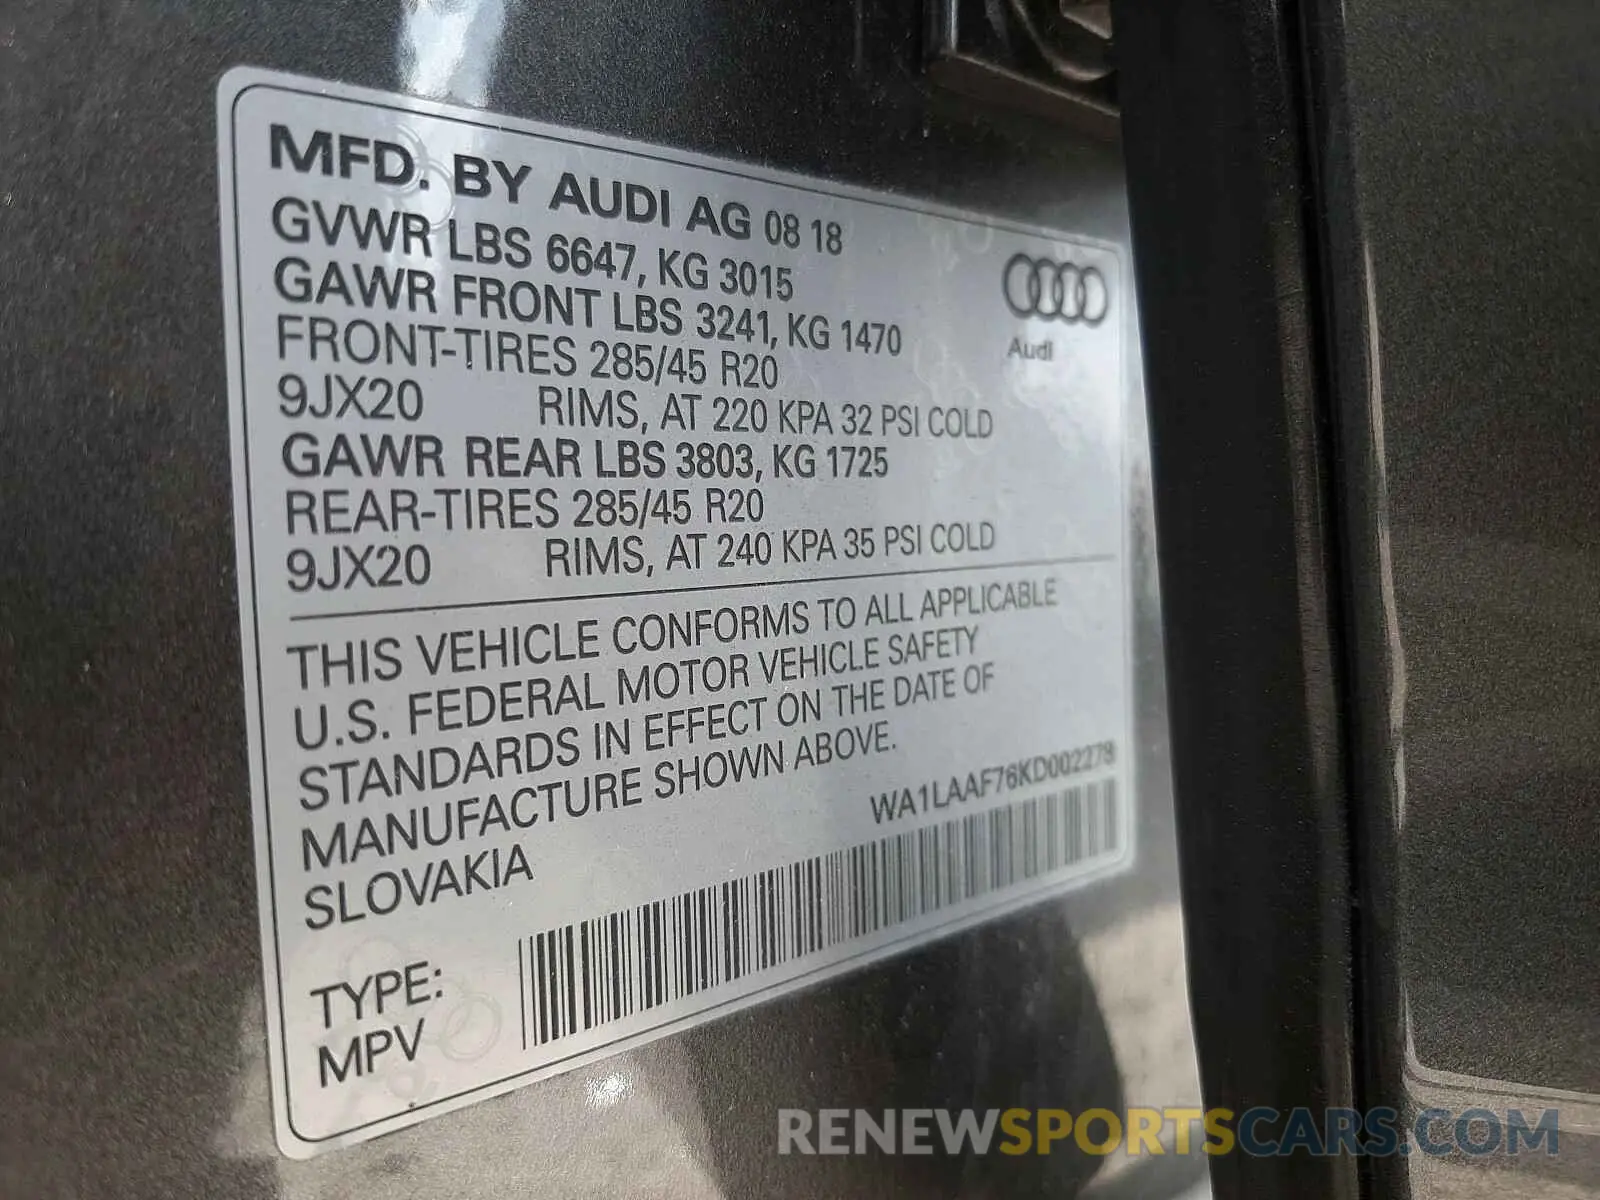 MFD. BY AUDI AG 08 18
GVWR LBS 6647, KG 3015
GAWR FRONT LBS 3241, KG 1470
FRONT-TIRES 285/45 R20
9JX20 RIMS, AT 220 KPA 32 PSI COLD
GAWR REAR LBS 3803, KG 1725
REAR-TIRES 285/45 R20
9JX20 RIMS, AT 240 KPA 35 PSI COLD
Audi
THIS VEHICLE CONFORMS TO ALL APPLICABLE
U.S. FEDERAL MOTOR VEHICLE SAFETY
STANDARDS IN EFFECT ON THE DATE OF
MANUFACTURE SHOWN ABOVE.
SLOVAKIA
WA1LAAF76KD002278
TYPE:
MPV
RENEWSPORTSCARS.COM